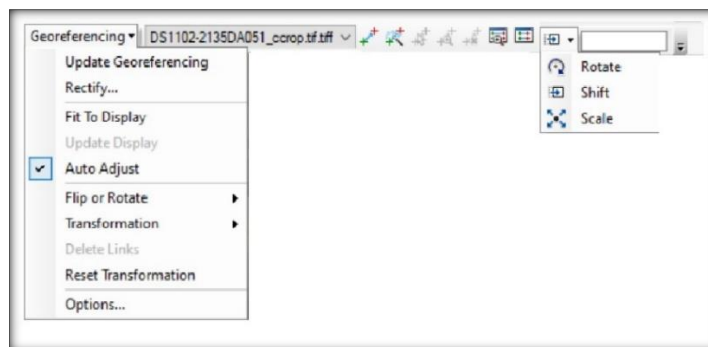 Georeferencing DS1102-2135DA051_ccrop.tif.tiff
Update Georeferencing
Rectify...
Fit To Display
Update Display
Auto Adjust
Flip or Rotate
Transformation
Delete Links
Reset Transformation
Options...
Rotate
Shift
Scale